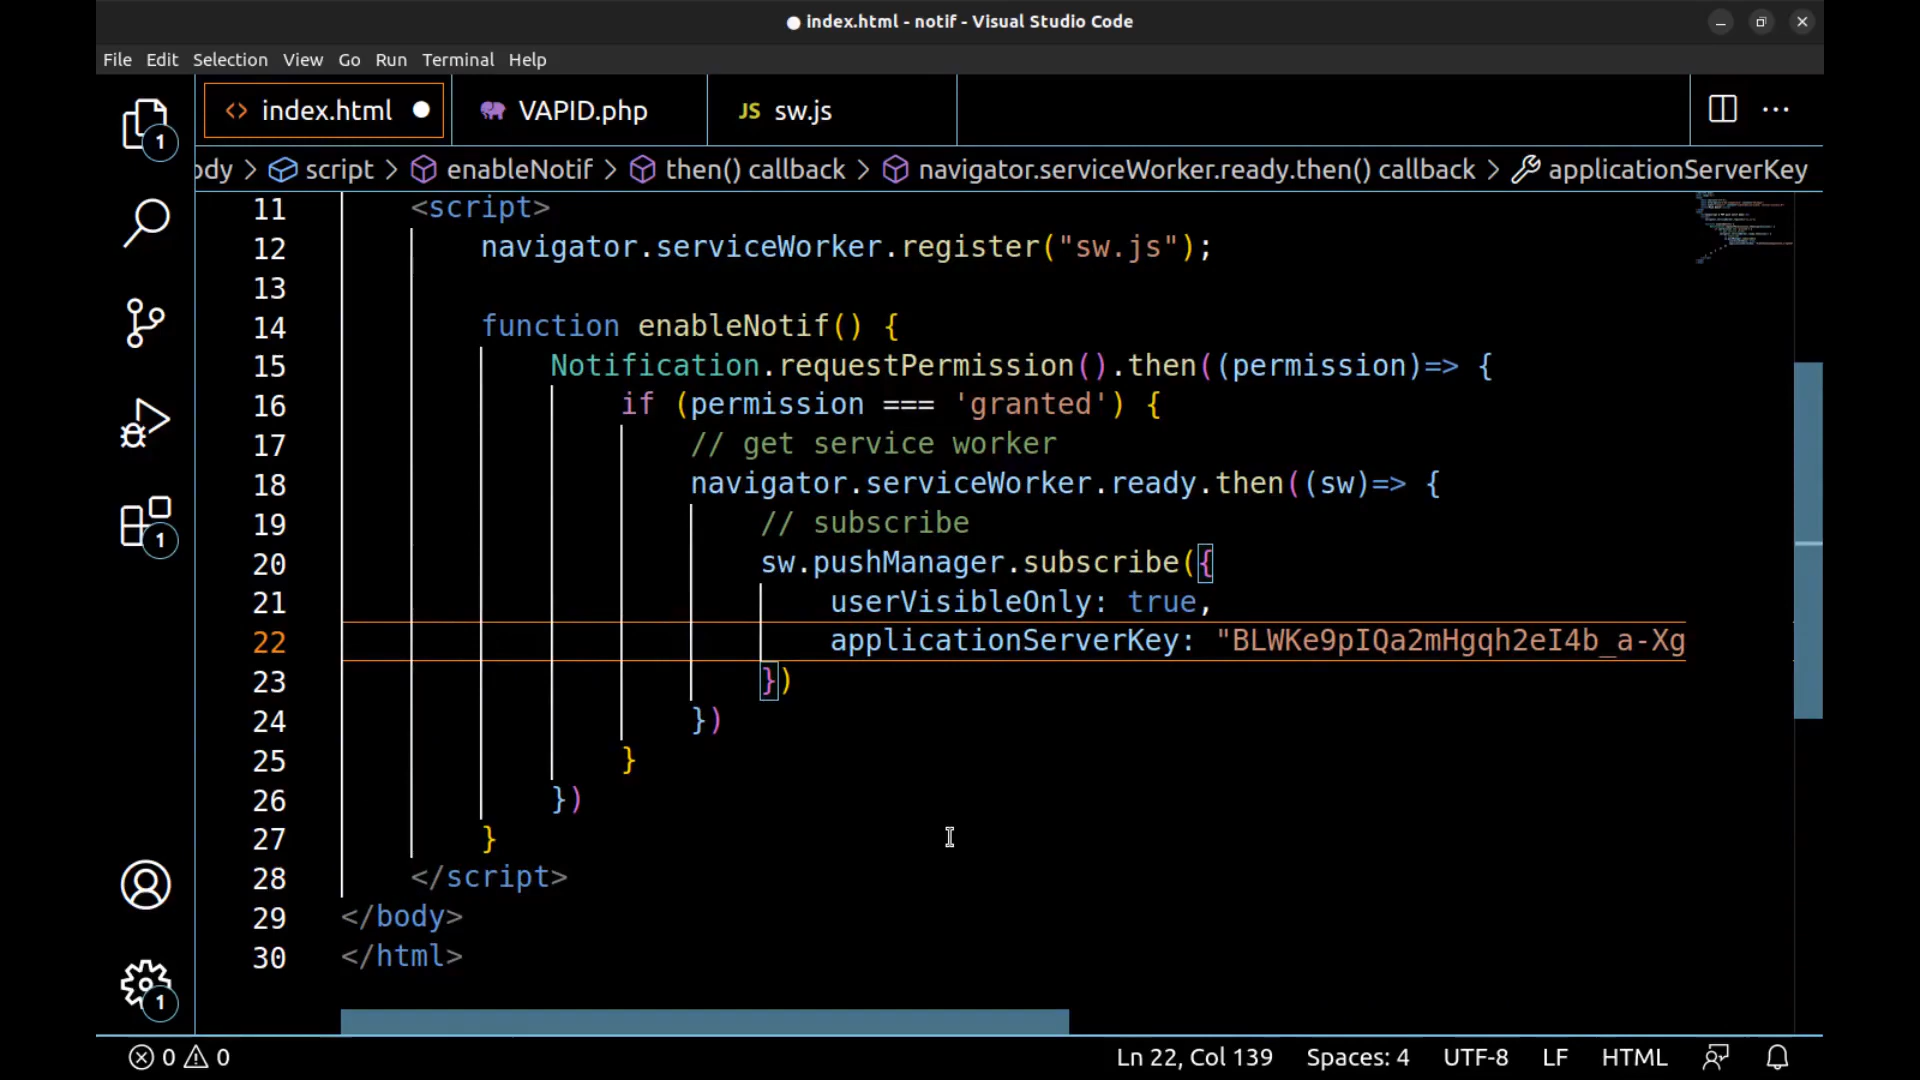 index.html - notif - Visual Studio Code
File Edit Selection View Go Run Terminal Help
index.html VAPID.php JS sw.js
ody > script > enableNotif > then() callback > navigator.serviceWorker.ready.then() callback > applicationServerKey
11 <script>
12 navigator.serviceWorker.register("sw.js");
13
14 function enableNotif() {
15 Notification.requestPermission().then((permission)=> {
16 if (permission === 'granted') {
17 // get service worker
18 navigator.serviceWorker.ready.then((sw)=> {
19 // subscribe
20 sw.pushManager.subscribe({
21 userVisibleOnly: true,
22 applicationServerKey: "BLWKe9pIQa2mHgqh2eI4b_a-Xg
23 })
24 })
25 }
26 })
27 }
28 </script>
29 </body>
30 </html>
1
1
1
0 0 Ln 22, Col 139 Spaces: 4 UTF-8 LF HTML